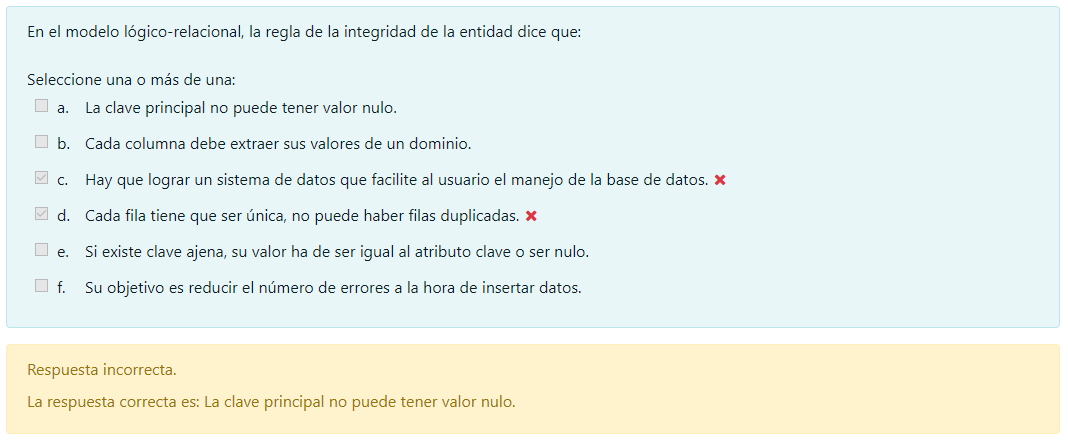 En el modelo lógico-relacional, la regla de la integridad de la entidad dice que:
Seleccione una o más de una:
a. La clave principal no puede tener valor nulo.
b. Cada columna debe extraer sus valores de un dominio.
c. Hay que lograr un sistema de datos que facilite al usuario el manejo de la base de datos.
d. Cada fila tiene que ser única, no puede haber filas duplicadas.
e. Si existe clave ajena, su valor ha de ser igual al atributo clave o ser nulo.
f. Su objetivo es reducir el número de errores a la hora de insertar datos.
Respuesta incorrecta.
La respuesta correcta es: La clave principal no puede tener valor nulo.